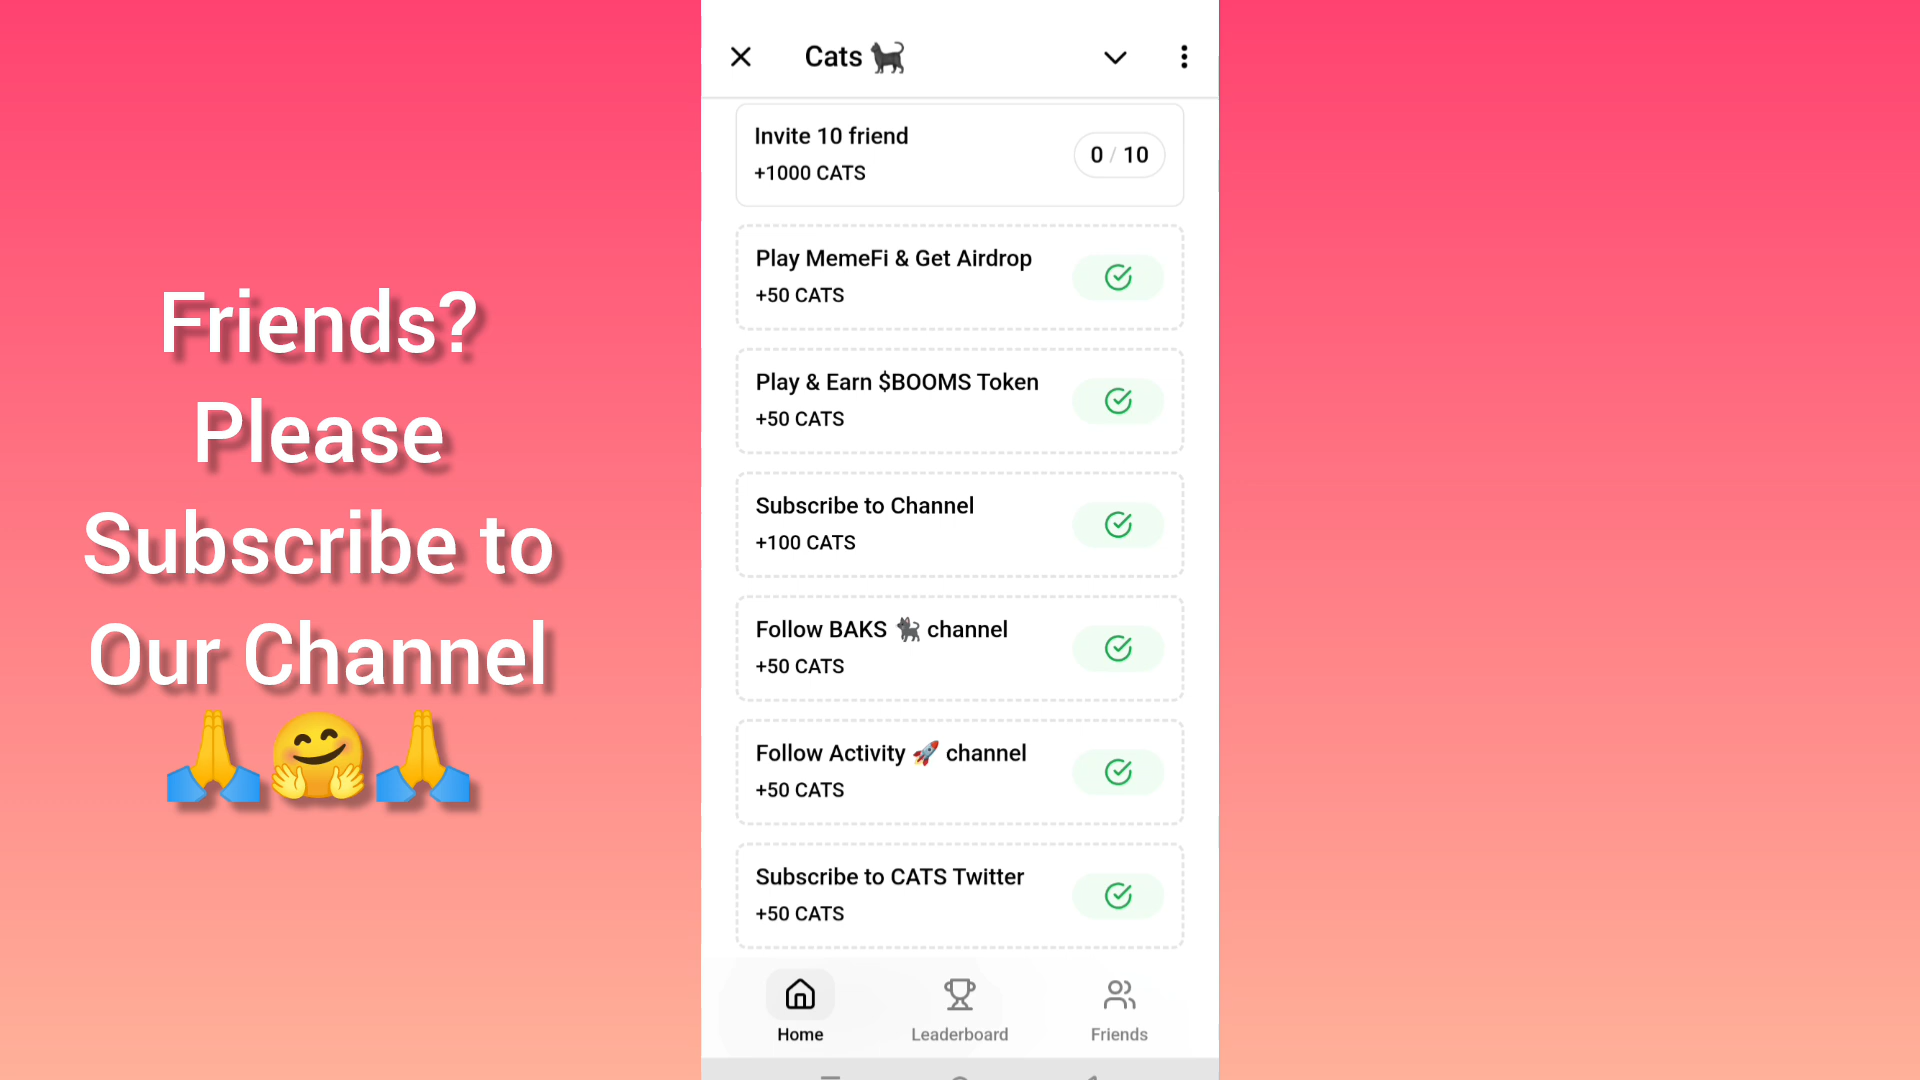 Friends?
Please
Subscribe to
Our Channel
🙏🤗🙏
Cats 🐈‍⬛
Invite 10 friend
+1000 CATS
0 / 10
Play MemeFi & Get Airdrop
+50 CATS
Play & Earn $BOOMS Token
+50 CATS
Subscribe to Channel
+100 CATS
Follow BAKS 🐈‍⬛ channel
+50 CATS
Follow Activity 🚀 channel
+50 CATS
Subscribe to CATS Twitter
+50 CATS
Home
Leaderboard
Friends